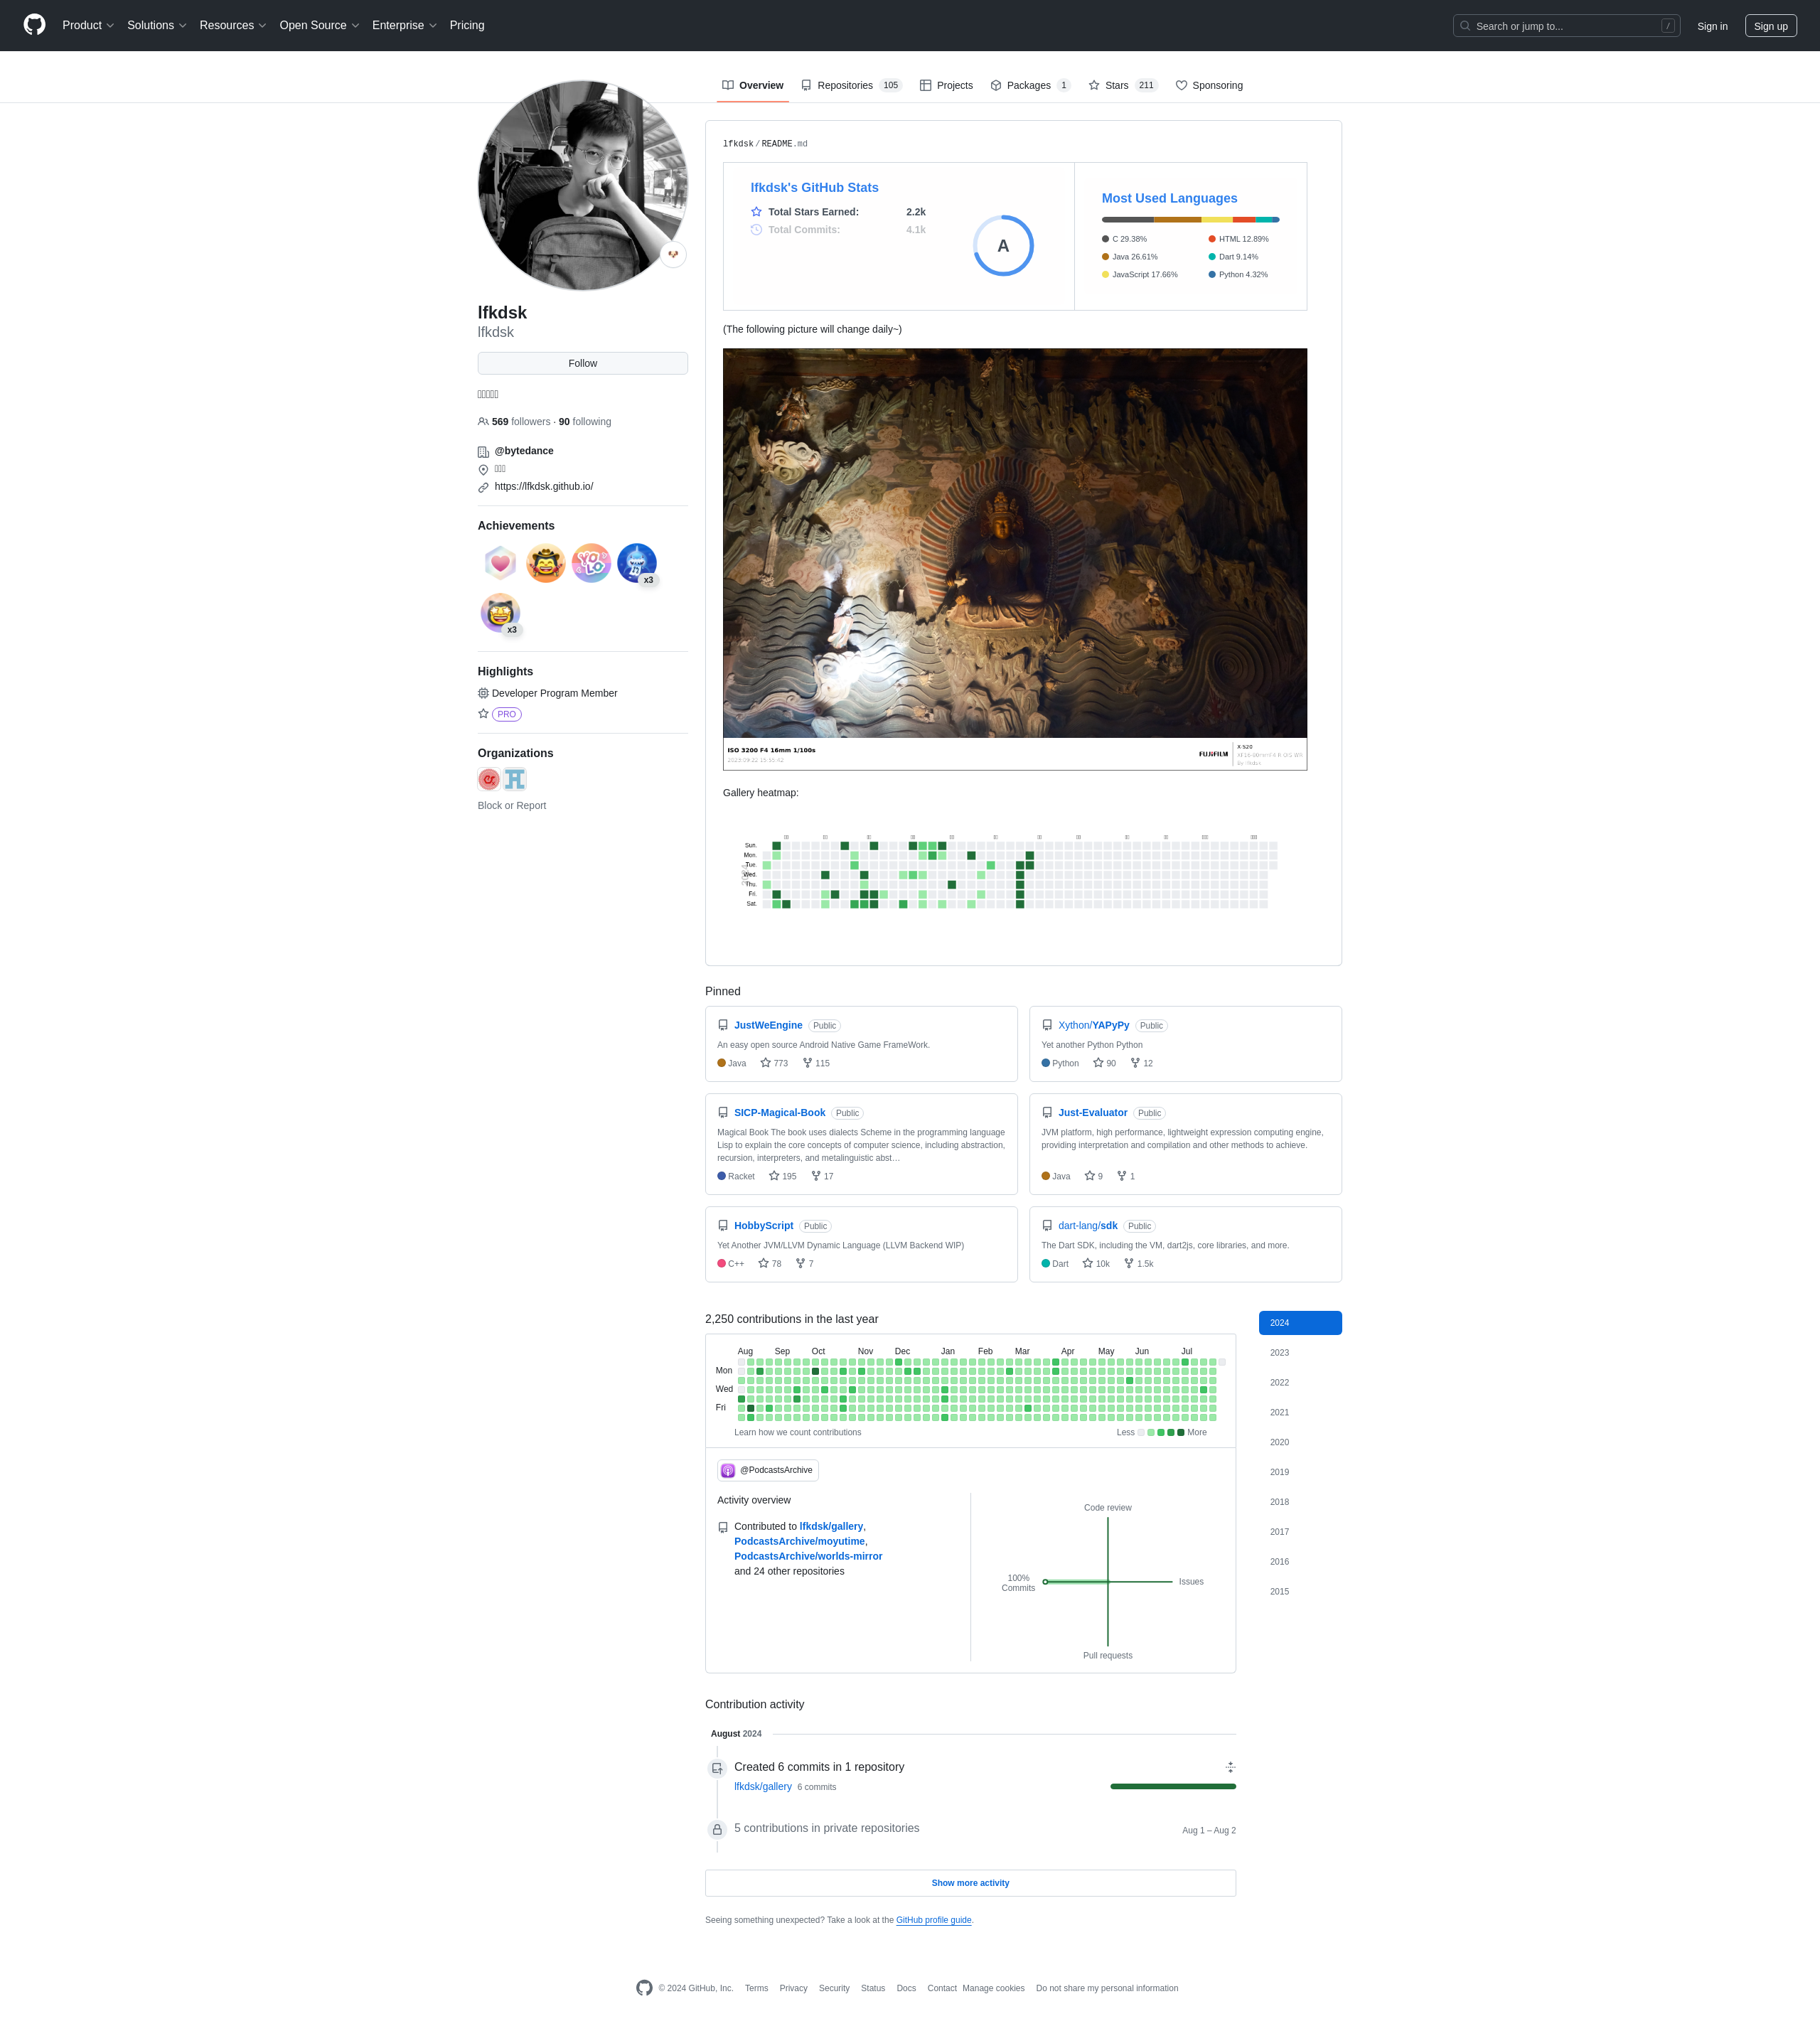 Product
Solutions
Resources
Open Source
Enterprise
Pricing
Search or jump to...
/
Sign in
Sign up
Overview
Repositories 105
Projects
Packages 1
Stars 211
Sponsoring
lfkdsk
lfkdsk
Follow
569 followers · 90 following
@bytedance
https://lfkdsk.github.io/
Achievements
YOLO
x3
x3
Highlights
Developer Program Member
PRO
Organizations
Block or Report
lfkdsk / README.md
lfkdsk's GitHub Stats
Total Stars Earned: 2.2k
Total Commits: 4.1k
A
Most Used Languages
C 29.38%
HTML 12.89%
Java 26.61%
Dart 9.14%
JavaScript 17.66%
Python 4.32%
(The following picture will change daily~)
ISO 3200 F4 16mm 1/100s
FUJIFILM
X-S20
Gallery heatmap:
Sun.
Mon.
Tue.
Wed.
Thu.
Fri.
Sat.
Pinned
JustWeEngine Public
An easy open source Android Native Game FrameWork.
Java 773 115
Xython/YAPyPy Public
Yet another Python Python
Python 90 12
SICP-Magical-Book Public
Magical Book The book uses dialects Scheme in the programming language
Lisp to explain the core concepts of computer science, including abstraction,
recursion, interpreters, and metalinguistic abst…
Racket 195 17
Just-Evaluator Public
JVM platform, high performance, lightweight expression computing engine,
providing interpretation and compilation and other methods to achieve.
Java 9 1
HobbyScript Public
Yet Another JVM/LLVM Dynamic Language (LLVM Backend WIP)
C++ 78 7
dart-lang/sdk Public
The Dart SDK, including the VM, dart2js, core libraries, and more.
Dart 10k 1.5k
2,250 contributions in the last year
Aug Sep Oct Nov Dec Jan Feb Mar Apr May Jun Jul
Mon
Wed
Fri
Learn how we count contributions
Less More
2024
2023
2022
2021
2020
2019
2018
2017
2016
2015
@PodcastsArchive
Activity overview
Contributed to lfkdsk/gallery,
PodcastsArchive/moyutime,
PodcastsArchive/worlds-mirror
and 24 other repositories
Code review
100%
Commits
Issues
Pull requests
Contribution activity
August 2024
Created 6 commits in 1 repository
lfkdsk/gallery 6 commits
5 contributions in private repositories
Aug 1 – Aug 2
Show more activity
Seeing something unexpected? Take a look at the GitHub profile guide.
© 2024 GitHub, Inc.
Terms
Privacy
Security
Status
Docs
Contact
Manage cookies
Do not share my personal information